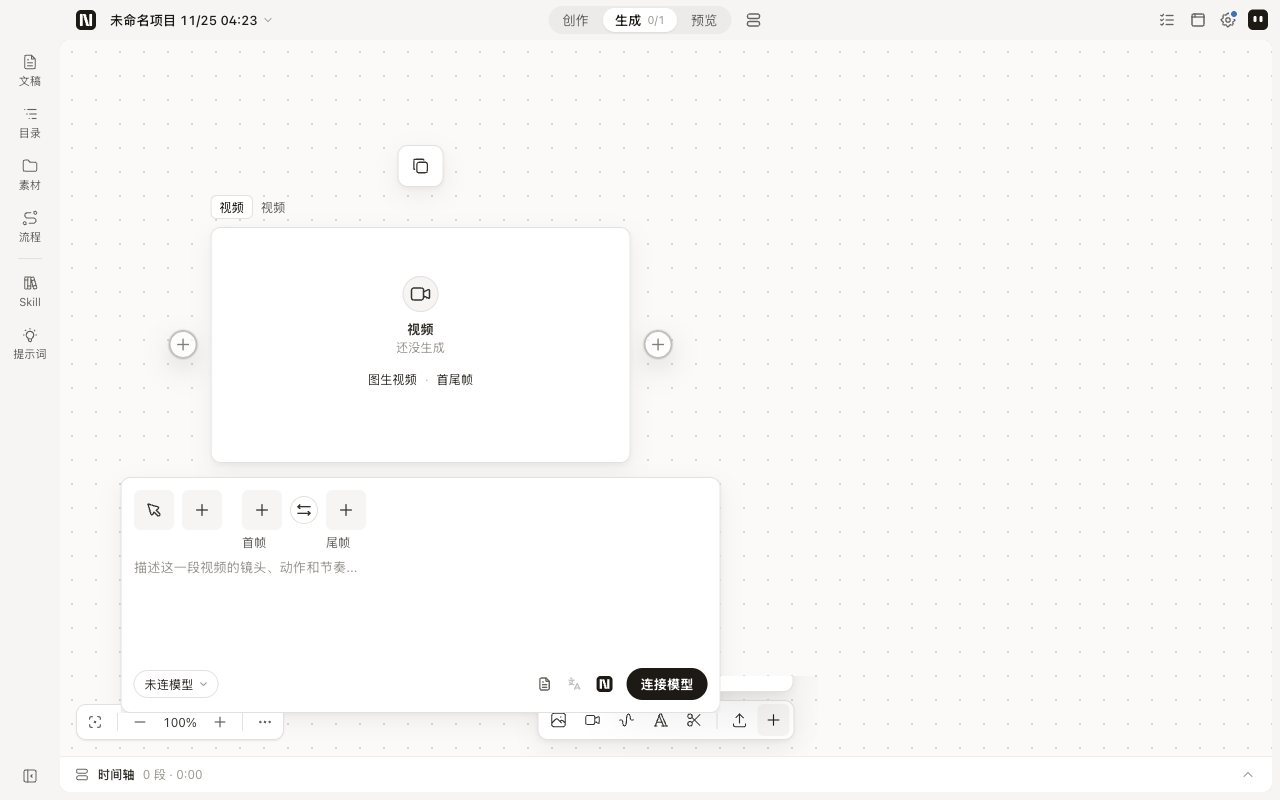 未命名项目 11/25 04:23
创作
生成 0/1
预览
文稿
目录
素材
流程
Skill
提示词
视频 视频
视频
还没生成
图生视频 · 首尾帧
首帧 尾帧
描述这一段视频的镜头、动作和节奏...
未连模型
连接模型
100%
时间轴 0 段 · 0:00